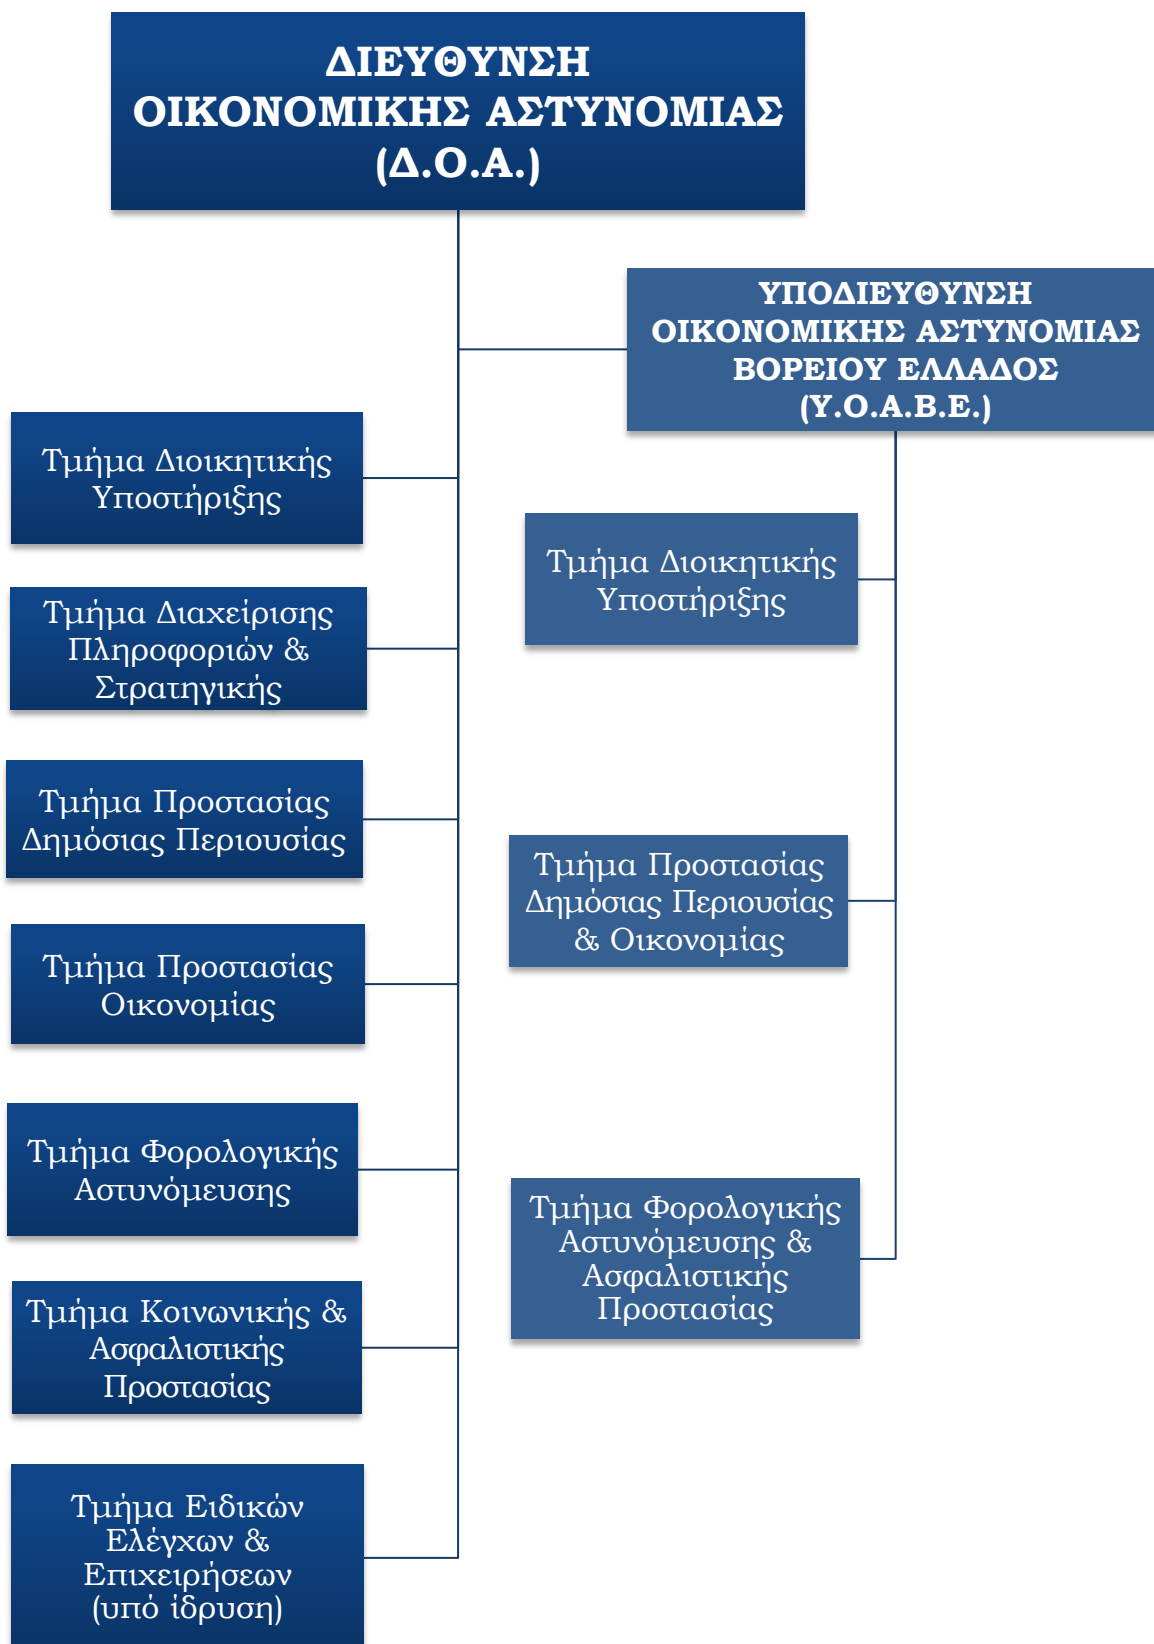 ΔΙΕΥΘΥΝΣΗ
ΟΙΚΟΝΟΜΙΚΗΣ ΑΣΤΥΝΟΜΙΑΣ
(Δ.Ο.Α.)
ΥΠΟΔΙΕΥΘΥΝΣΗ
ΟΙΚΟΝΟΜΙΚΗΣ ΑΣΤΥΝΟΜΙΑΣ
ΒΟΡΕΙΟΥ ΕΛΛΑΔΟΣ
(Υ.Ο.Α.Β.Ε.)
Τμήμα Διοικητικής
Υποστήριξης
Τμήμα Διαχείρισης
Πληροφοριών &
Στρατηγικής
Τμήμα Προστασίας
Δημόσιας Περιουσίας
Τμήμα Προστασίας
Οικονομίας
Τμήμα Φορολογικής
Αστυνόμευσης
Τμήμα Κοινωνικής &
Ασφαλιστικής
Προστασίας
Τμήμα Ειδικών
Ελέγχων &
Επιχειρήσεων
(υπό ίδρυση)
Τμήμα Διοικητικής
Υποστήριξης
Τμήμα Προστασίας
Δημόσιας Περιουσίας
& Οικονομίας
Τμήμα Φορολογικής
Αστυνόμευσης &
Ασφαλιστικής
Προστασίας